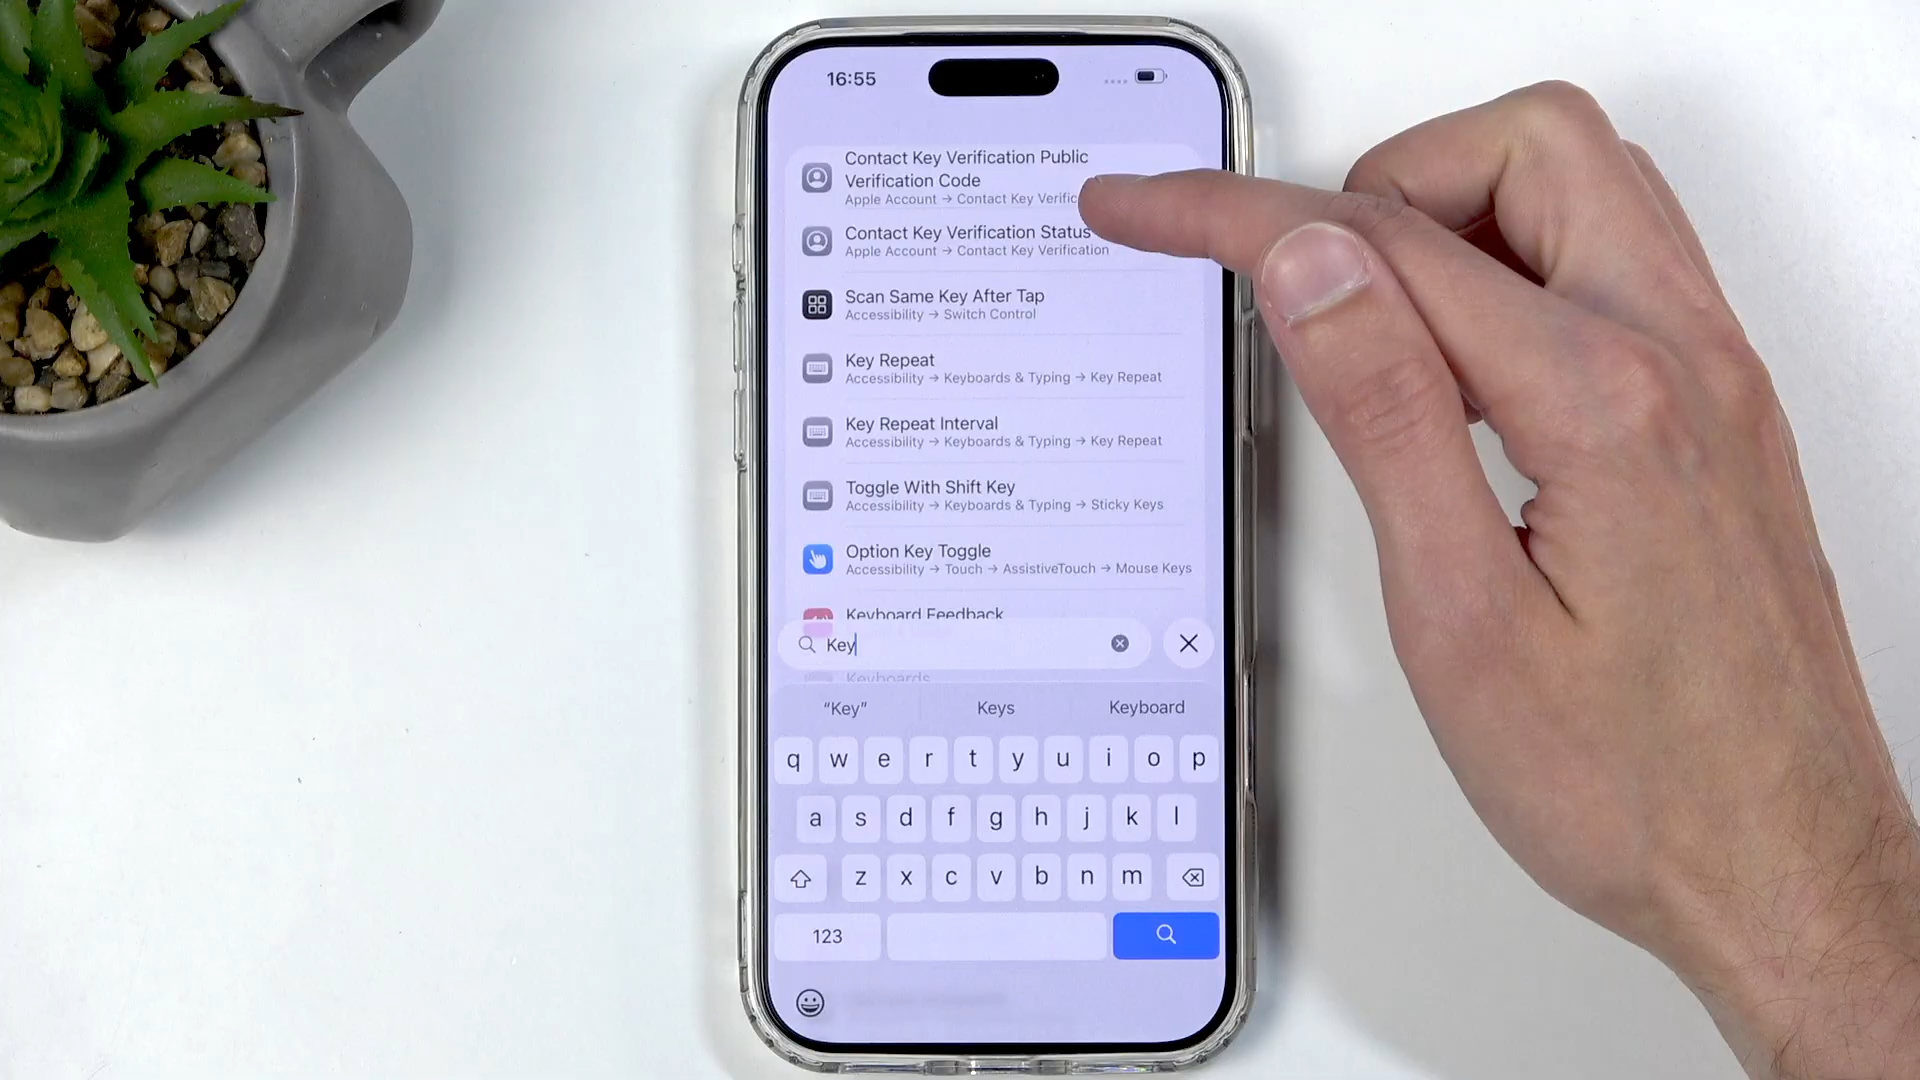 16:55
Contact Key Verification Public
Verification Code
Apple Account → Contact Key
Contact Key Verification Status
Apple Account → Contact Key Verification
Scan Same Key After Tap
Accessibility → Switch Control
Key Repeat
Accessibility → Keyboards & Typing → Key Repeat
Key Repeat Interval
Accessibility → Keyboards & Typing → Key Repeat
Toggle With Shift Key
Accessibility → Keyboards & Typing → Sticky Keys
Option Key Toggle
Accessibility → Touch → AssistiveTouch → Mouse Keys
Keyboard Feedback
Key
Keyboards
“Key” Keys Keyboard
q w e r t y u i o p
a s d f g h j k l
z x c v b n m
123